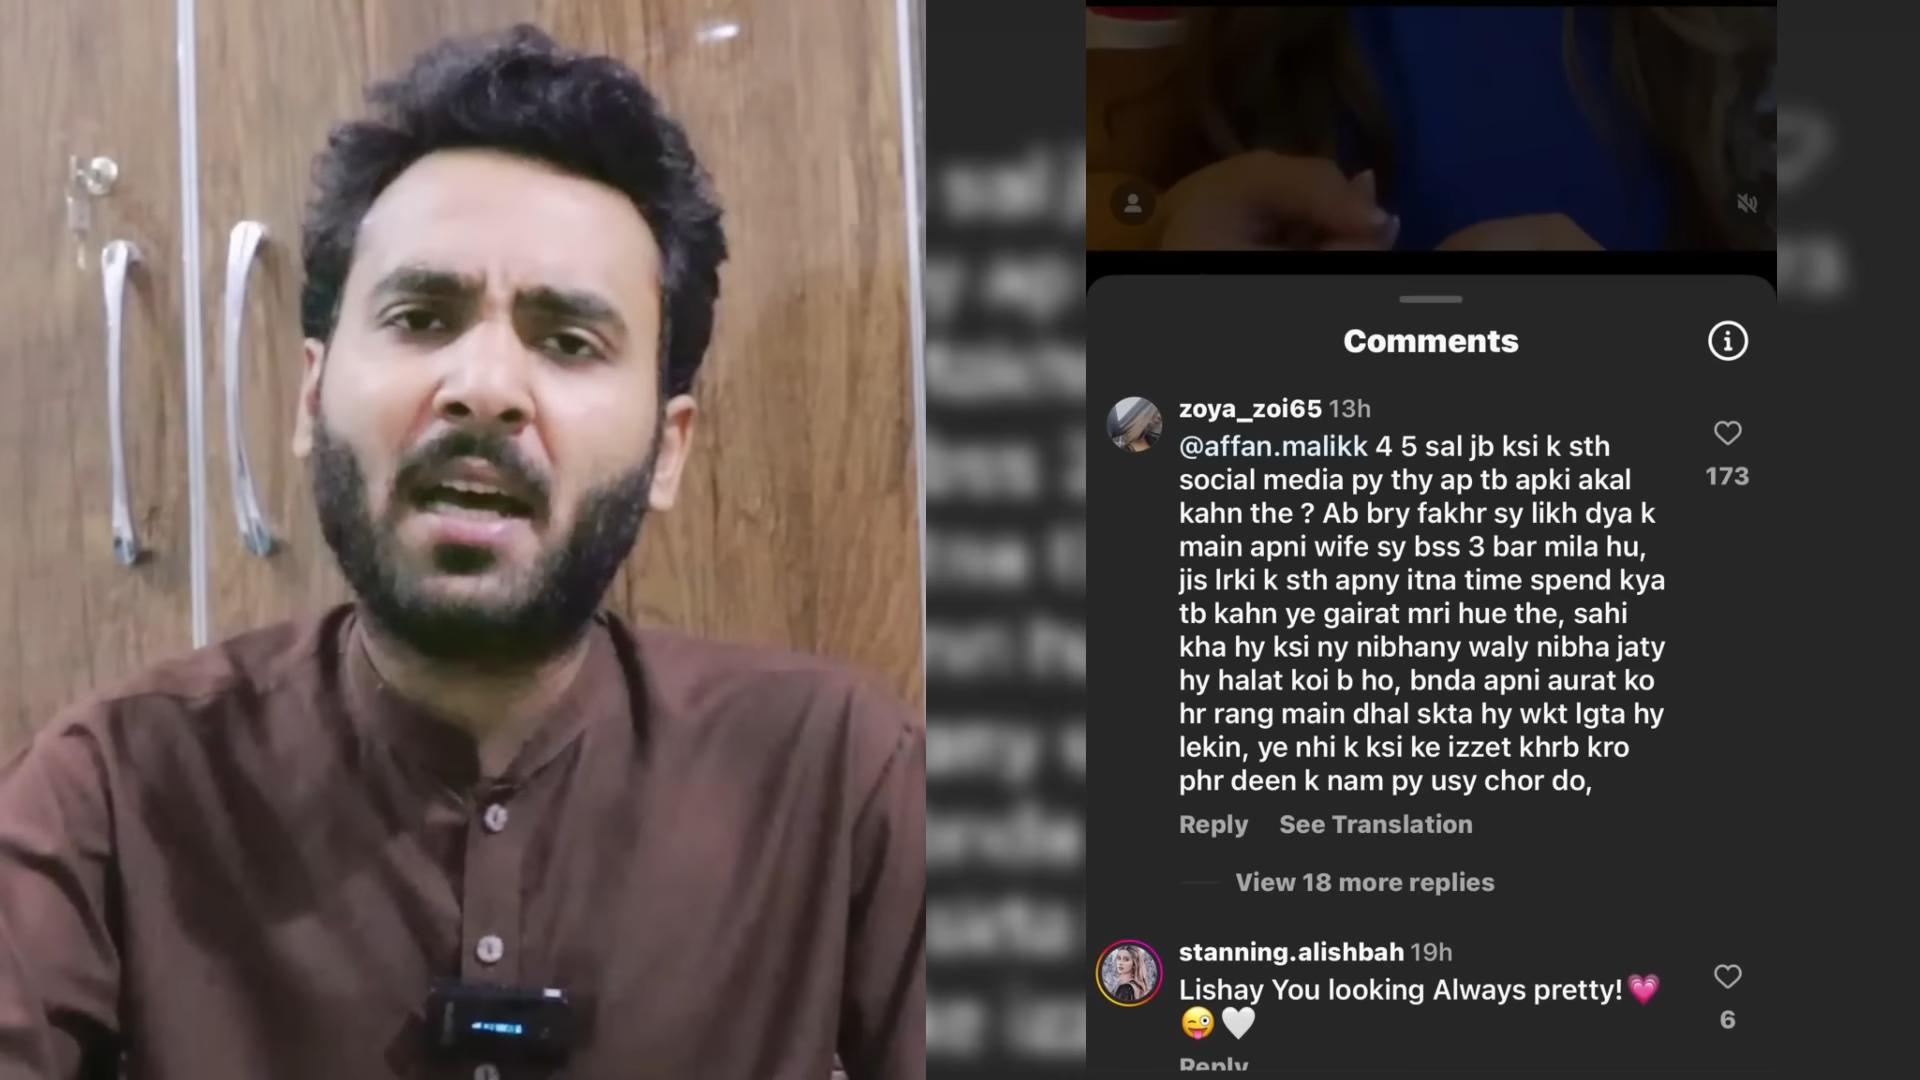 Comments
zoya_zoi65 13h
@affan.malikk 4 5 sal jb ksi k sth
social media py thy ap tb apki akal
kahn the ? Ab bry fakhr sy likh dya k
main apni wife sy bss 3 bar mila hu,
jis lrki k sth apny itna time spend kya
tb kahn ye gairat mri hue the, sahi
kha hy ksi ny nibhany waly nibha jaty
hy halat koi b ho, bnda apni aurat ko
hr rang main dhal skta hy wkt lgta hy
lekin, ye nhi k ksi ke izzet khrb kro
phr deen k nam py usy chor do,
173
Reply See Translation
View 18 more replies
stanning.alishbah 19h
Lishay You looking Always pretty!💗
😜🤍
6
Reply